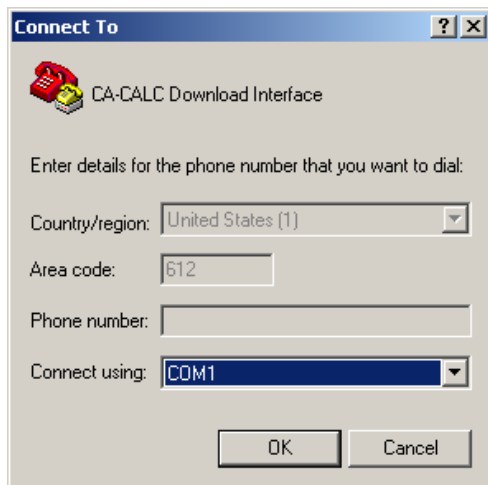 Connect To
CA-CALC Download Interface
Enter details for the phone number that you want to dial:
Country/region: United States (1)
Area code: 612
Phone number:
Connect using: COM1
OK Cancel